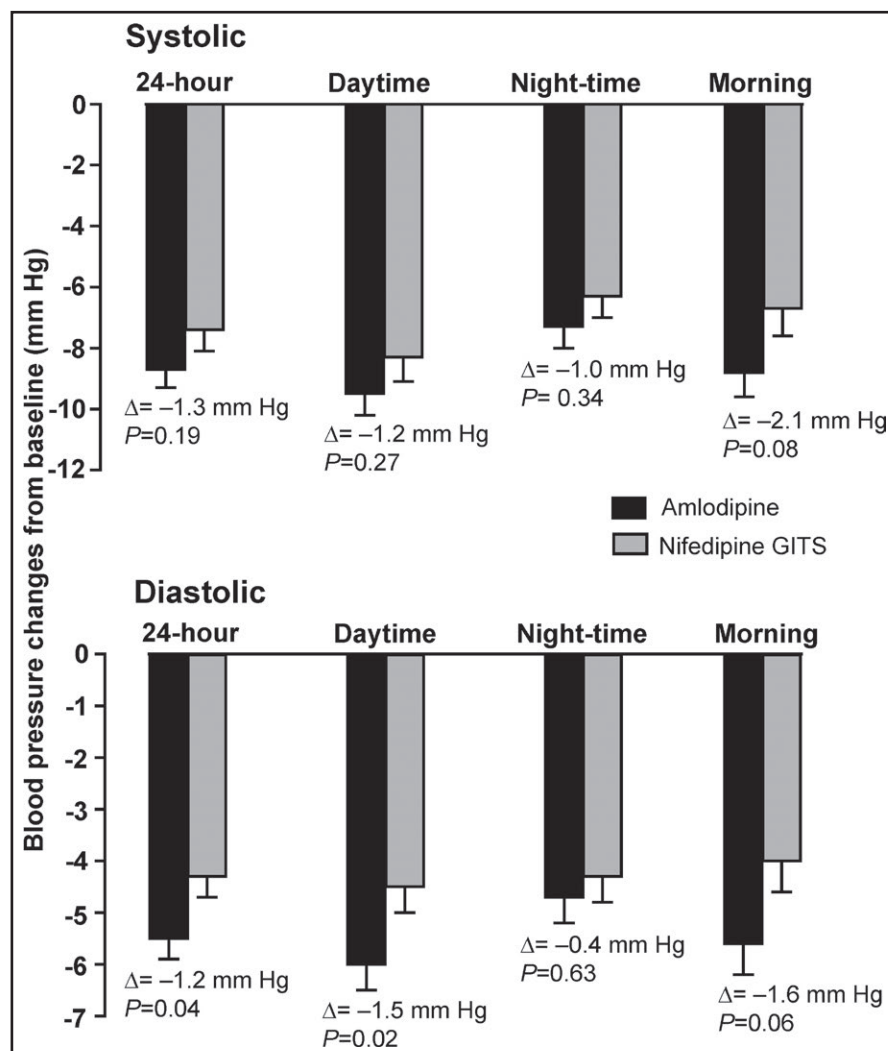 Systolic
24-hour Daytime Night-time Morning
0
-2
-4
-6
-8
-10
-12
Δ= –1.3 mm Hg
P=0.19
Δ= –1.2 mm Hg
P=0.27
Δ= –1.0 mm Hg
P= 0.34
Δ= –2.1 mm Hg
P=0.08
Blood pressure changes from baseline (mm Hg)
Amlodipine
Nifedipine GITS
Diastolic
24-hour Daytime Night-time Morning
0
-1
-2
-3
-4
-5
-6
-7
Δ= –1.2 mm Hg
P=0.04
Δ= –1.5 mm Hg
P=0.02
Δ= –0.4 mm Hg
P=0.63
Δ= –1.6 mm Hg
P=0.06